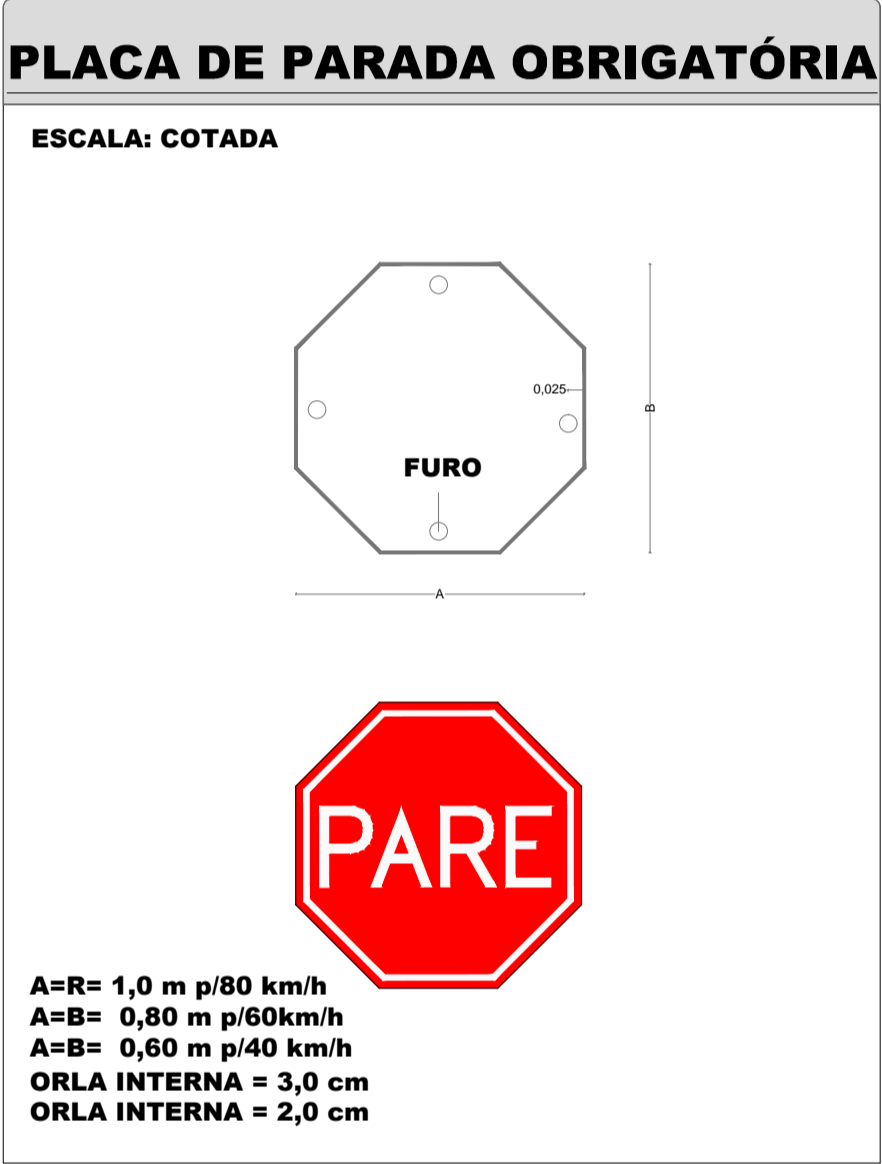 PLACA DE PARADA OBRIGATÓRIA
ESCALA: COTADA
0,025
B
FURO
A
PARE
A=R= 1,0 m p/80 km/h
A=B= 0,80 m p/60km/h
A=B= 0,60 m p/40 km/h
ORLA INTERNA = 3,0 cm
ORLA INTERNA = 2,0 cm